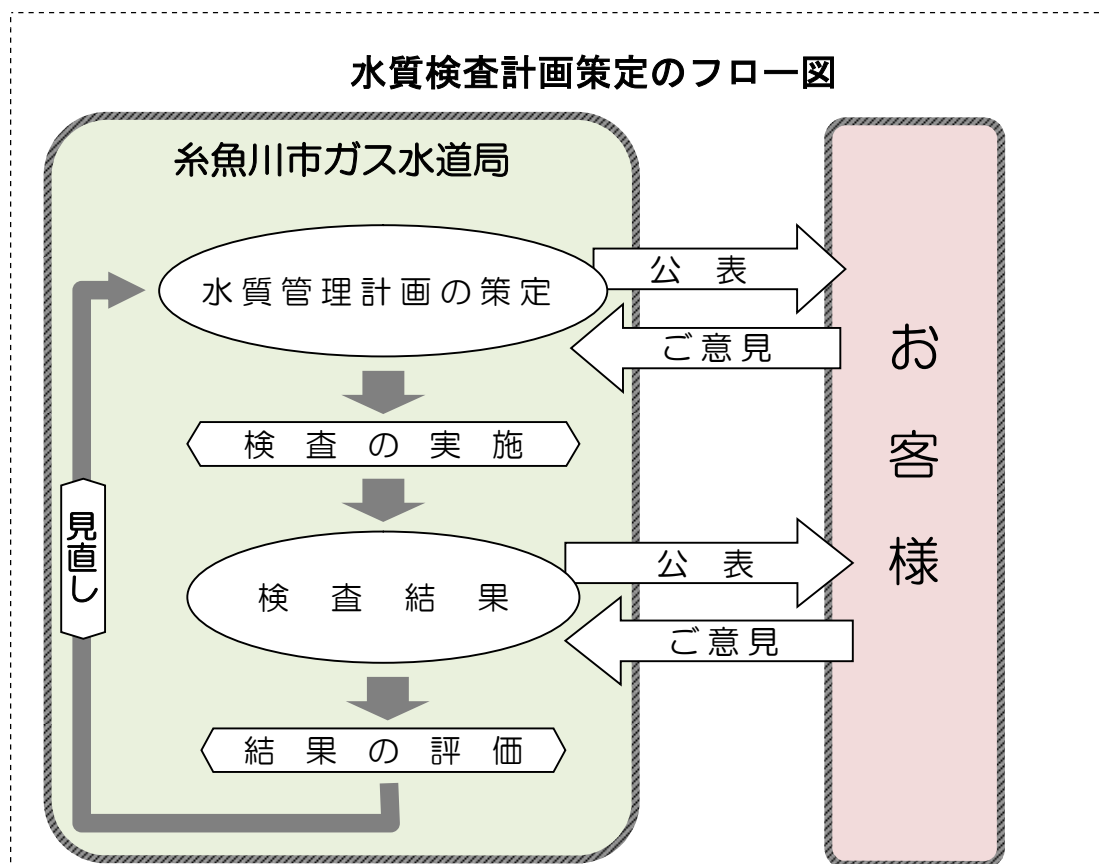 水質検査計画策定のフロー図
糸魚川市ガス水道局
水質管理計画の策定
公表
ご意見
検査の実施
見直し
検査結果
公表
ご意見
結果の評価
お客様